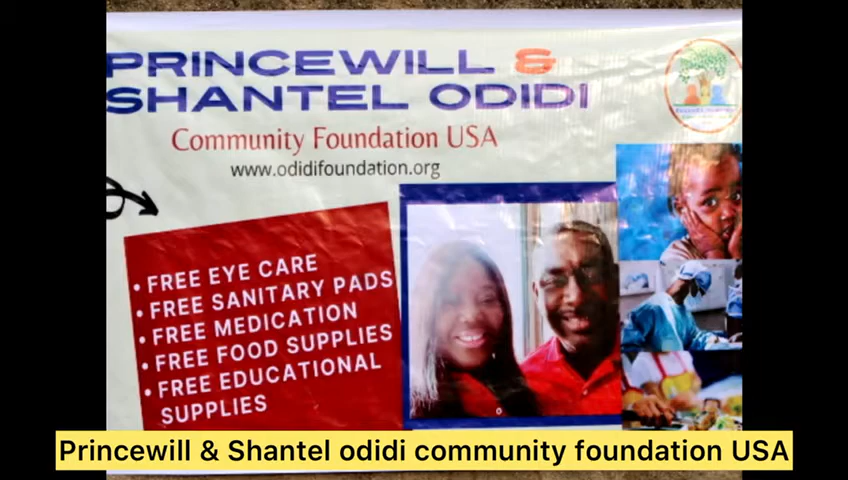 PRINCEWILL &
SHANTEL ODIDI
Community Foundation USA
www.odidifoundation.org
• FREE EYE CARE
• FREE SANITARY PADS
• FREE MEDICATION
• FREE FOOD SUPPLIES
• FREE EDUCATIONAL
SUPPLIES
Princewill & Shantel odidi community foundation USA